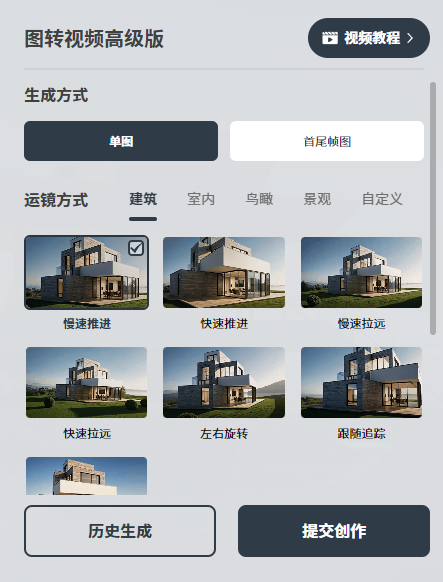 图转视频高级版
视频教程
生成方式
单图
首尾帧图
运镜方式
建筑 室内 鸟瞰 景观 自定义
慢速推进 快速推进 慢速拉远
快速拉远 左右旋转 跟随追踪
历史生成 提交创作